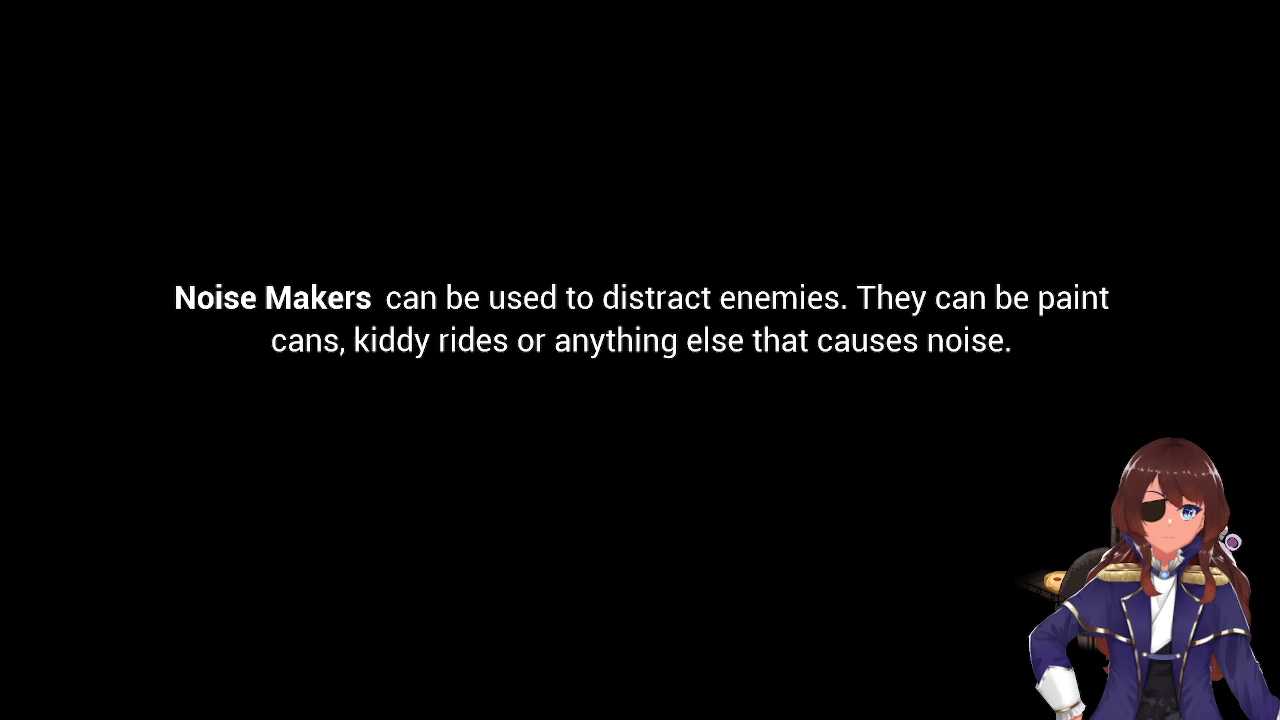 Noise Makers can be used to distract enemies. They can be paint
cans, kiddy rides or anything else that causes noise.